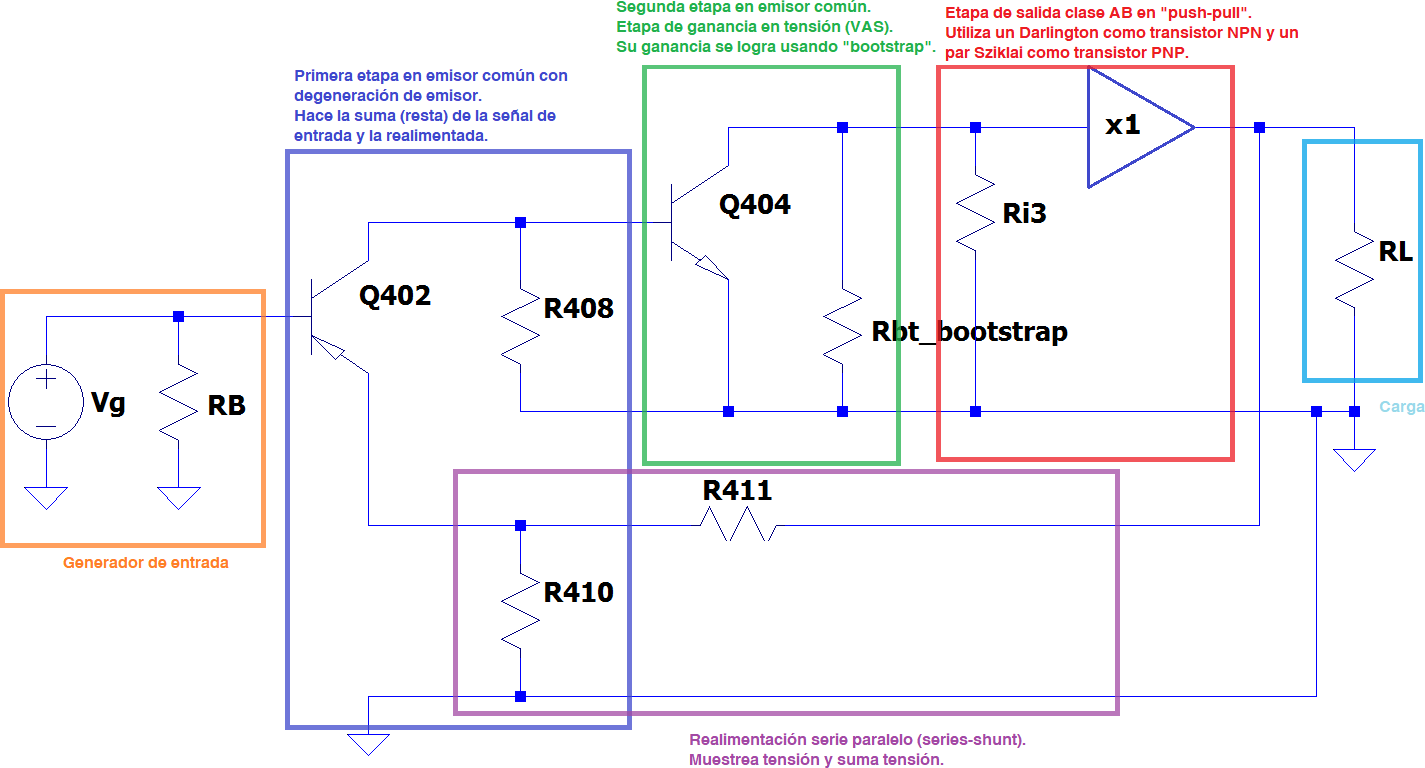 Segunda etapa en emisor común.
Etapa de ganancia en tensión (VAS).
Su ganancia se logra usando "bootstrap".
Etapa de salida clase AB en "push-pull".
Utiliza un Darlington como transistor NPN y un
par Sziklai como transistor PNP.
Primera etapa en emisor común con
degeneración de emisor.
Hace la suma (resta) de la señal de
entrada y la realimentada.
x1
Q404
Ri3
RL
Q402
R408
Rbt_bootstrap
Vg
RB
Carga
R411
Generador de entrada
R410
Realimentación serie paralelo (series-shunt).
Muestrea tensión y suma tensión.